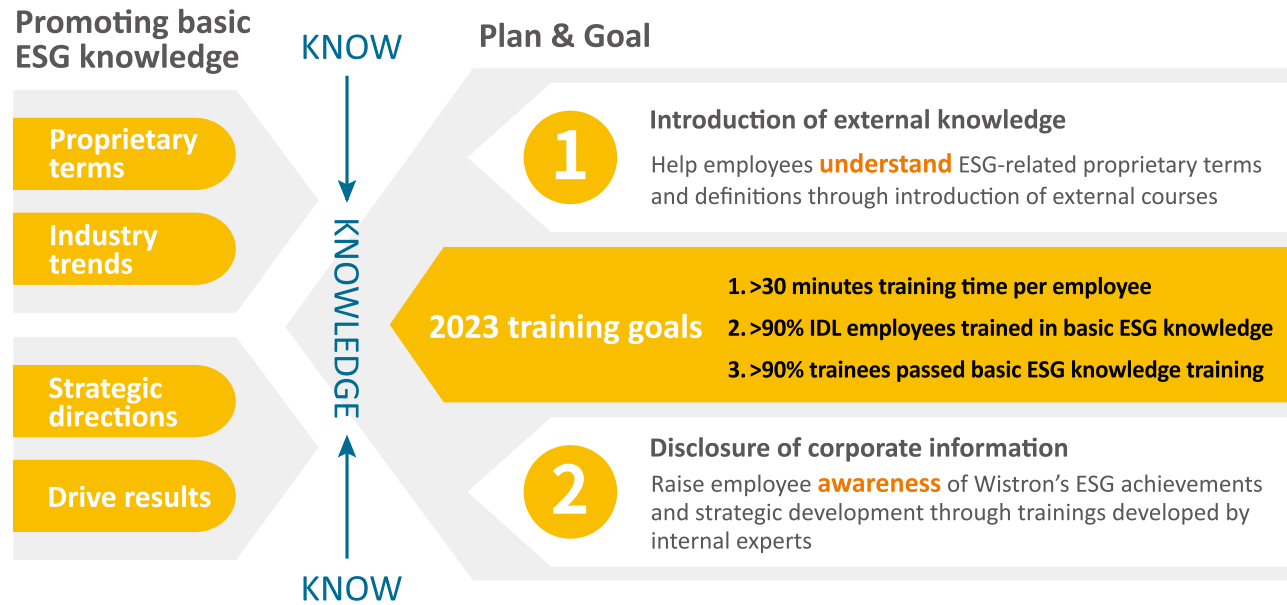 Promoting basic
ESG knowledge
Proprietary
terms
Industry
trends
Strategic
directions
Drive results
KNOW
KNOWLEDGE
KNOW
Plan & Goal
1
Introduction of external knowledge
Help employees understand ESG-related proprietary terms
and definitions through introduction of external courses
2023 training goals
1. >30 minutes training time per employee
2. >90% IDL employees trained in basic ESG knowledge
3. >90% trainees passed basic ESG knowledge training
2
Disclosure of corporate information
Raise employee awareness of Wistron’s ESG achievements
and strategic development through trainings developed by
internal experts